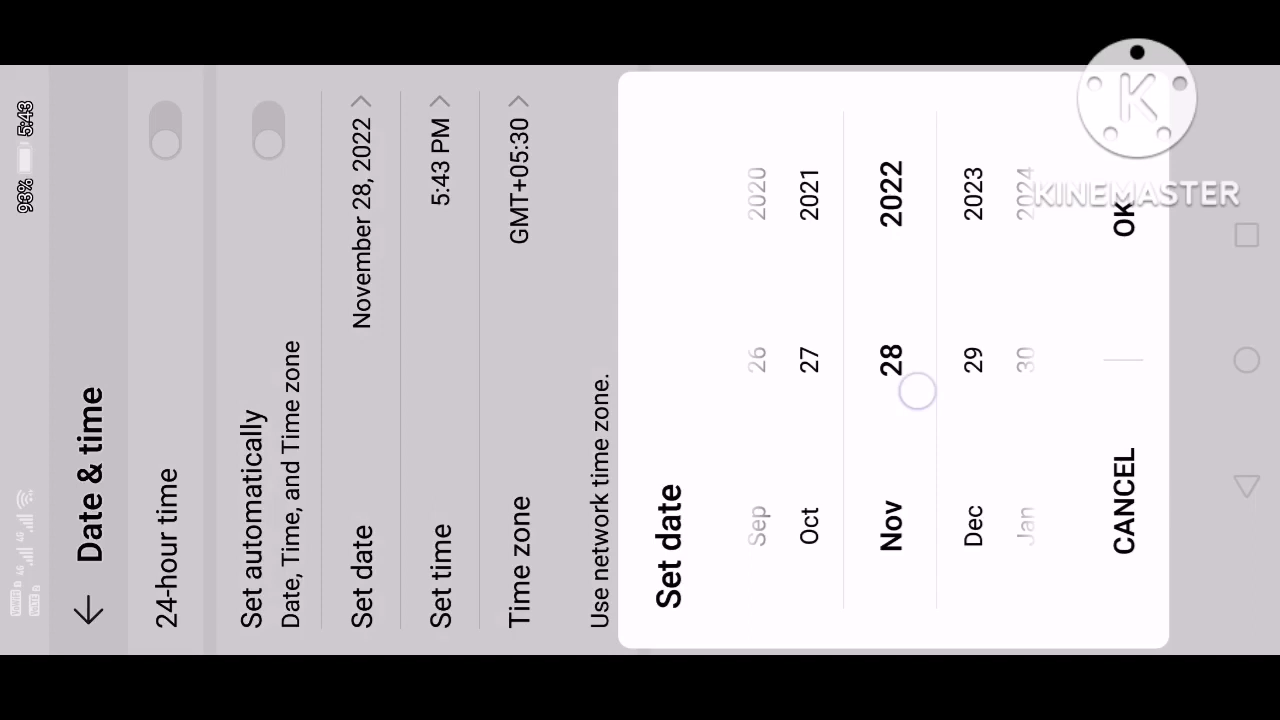 93% 5:43
Date & time
24-hour time
Set automatically
Date, Time, and Time zone
Set date November 28, 2022
Set time 5:43 PM
Time zone GMT+05:30
Use network time zone.
Set date
Sep 26 2020
Oct 27 2021
Nov 28 2022
Dec 29 2023
Jan 30 2024
CANCEL OK
KINEMASTER